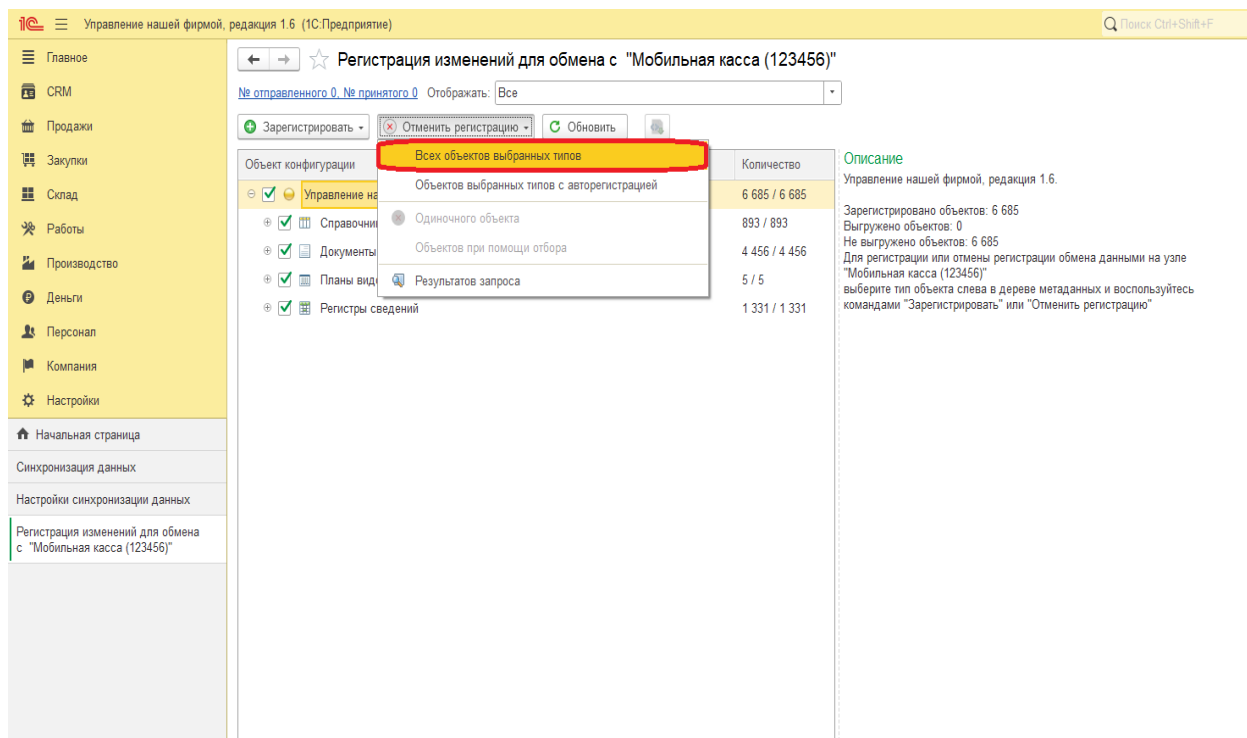 Управление нашей фирмой, редакция 1.6 (1С:Предприятие)
Поиск Ctrl+Shift+F
Главное
CRM
Продажи
Закупки
Склад
Работы
Производство
Деньги
Персонал
Компания
Настройки
Начальная страница
Синхронизация данных
Настройки синхронизации данных
Регистрация изменений для обмена
с "Мобильная касса (123456)"
Регистрация изменений для обмена с "Мобильная касса (123456)"
№ отправленного 0, № принятого 0 Отображать: Все
Зарегистрировать Отменить регистрацию Обновить
Всех объектов выбранных типов
Объектов выбранных типов с авторегистрацией
Одиночного объекта
Объектов при помощи отбора
Результатов запроса
Объект конфигурации Количество
Управление на 6 685 / 6 685
Справочни 893 / 893
Документы 4 456 / 4 456
Планы вид 5 / 5
Регистры сведений 1 331 / 1 331
Описание
Управление нашей фирмой, редакция 1.6.
Зарегистрировано объектов: 6 685
Выгружено объектов: 0
Не выгружено объектов: 6 685
Для регистрации или отмены регистрации обмена данными на узле
"Мобильная касса (123456)"
выберите тип объекта слева в дереве метаданных и воспользуйтесь
командами "Зарегистрировать" или "Отменить регистрацию"